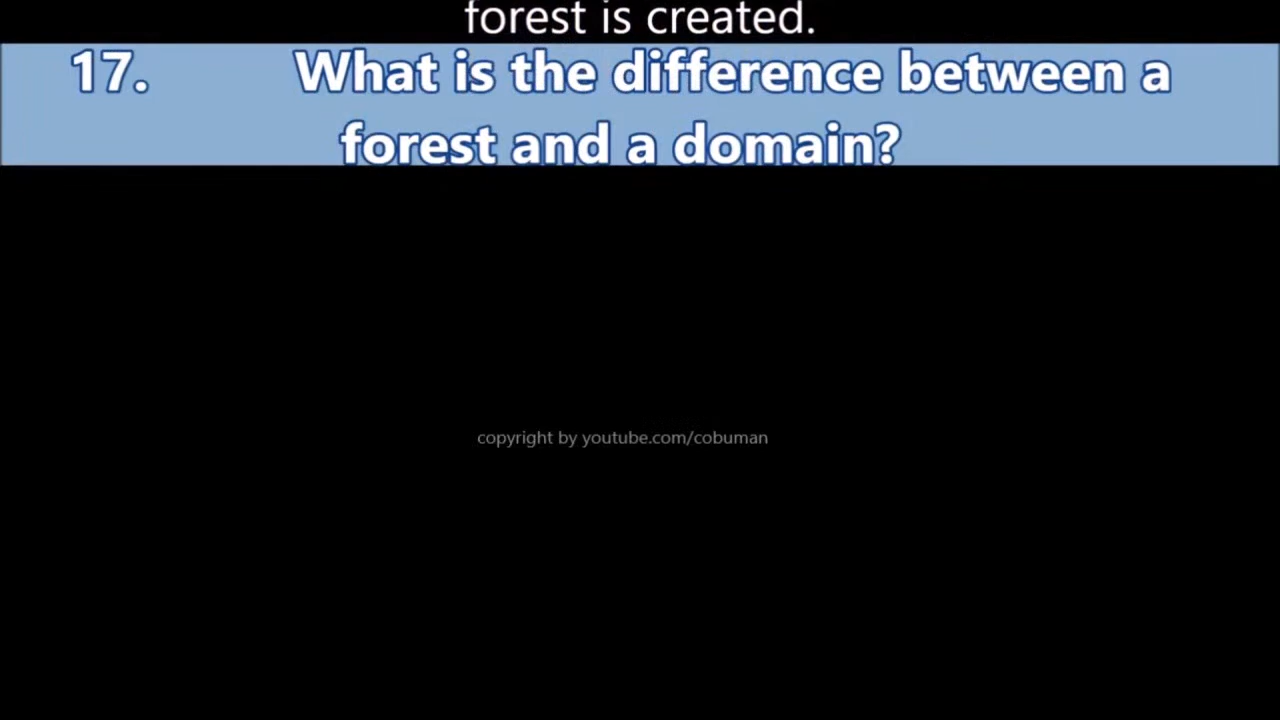 forest is created.
17. What is the difference between a
forest and a domain?
copyright by youtube.com/cobuman